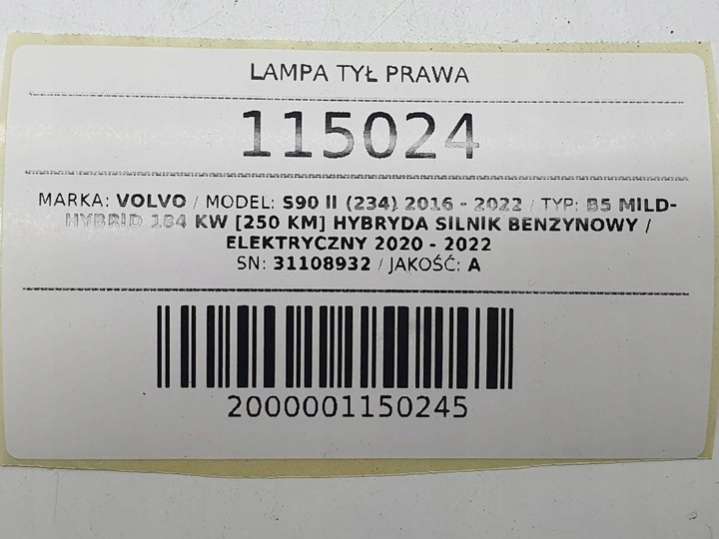 LAMPA TYŁ PRAWA
115024
MARKA: VOLVO / MODEL: S90 II (234) 2016 - 2022 / TYP: B5 MILD-
HYBRID 184 KW [250 KM] HYBRYDA SILNIK BENZYNOWY /
ELEKTRYCZNY 2020 - 2022
SN: 31108932 / JAKOŚĆ: A
2000001150245